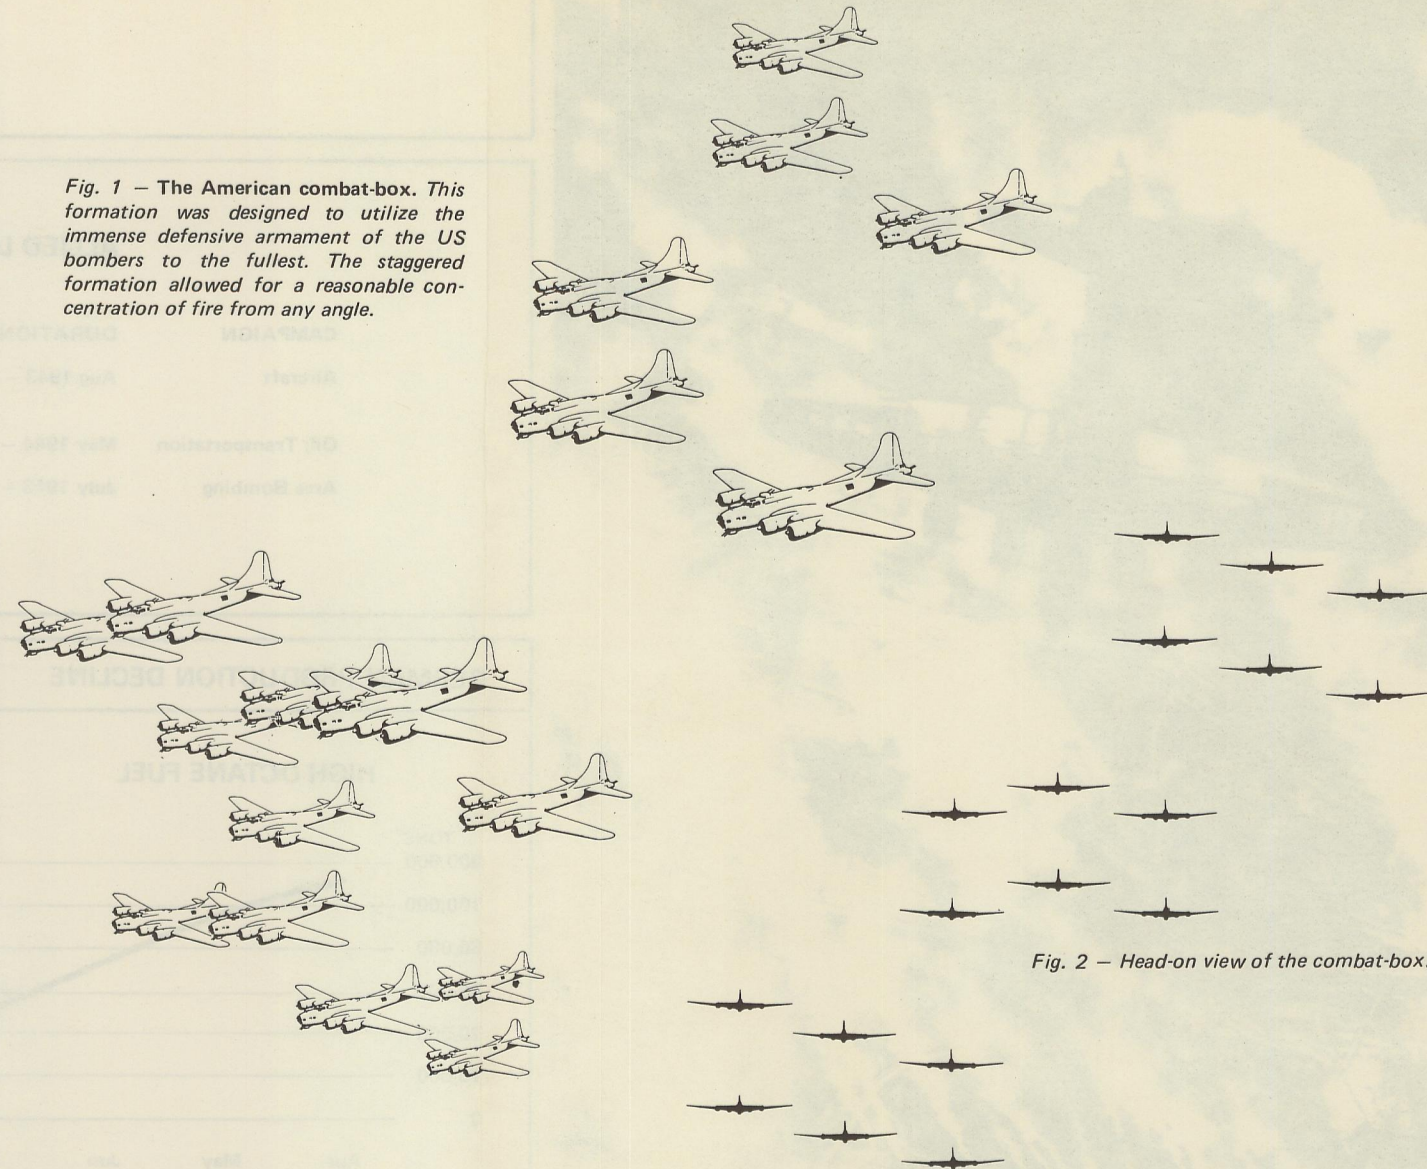 Fig. 1 — The American combat-box. This
formation was designed to utilize the
immense defensive armament of the US
bombers to the fullest. The staggered
formation allowed for a reasonable con-
centration of fire from any angle.
Fig. 2 — Head-on view of the combat-box.